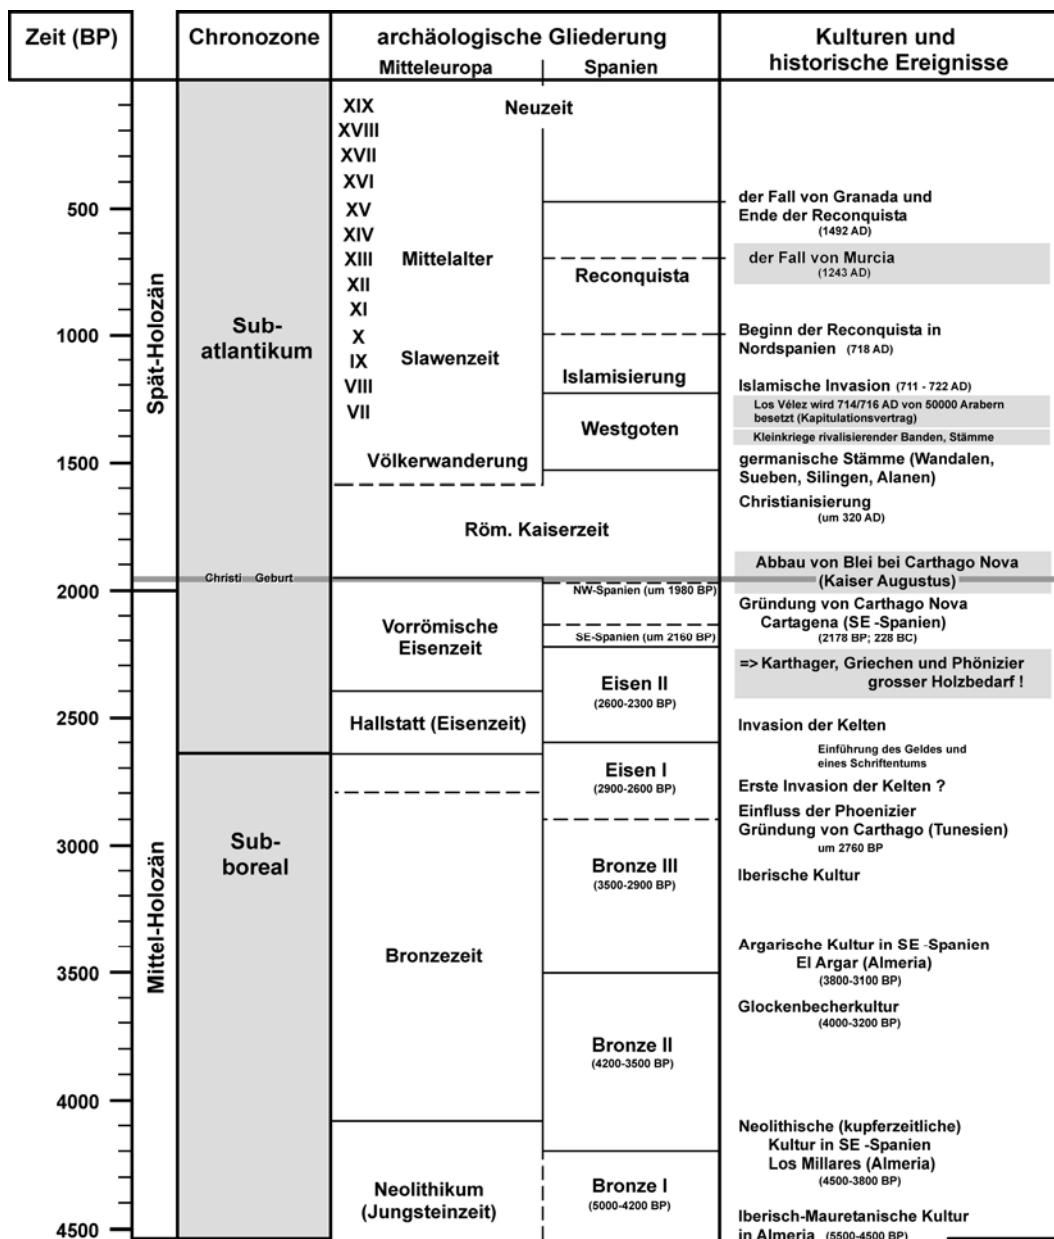 Zeit (BP)
Chronozone
archäologische Gliederung
Mitteleuropa
Spanien
Kulturen und
historische Ereignisse
500
1000
1500
2000
2500
3000
3500
4000
4500
Spät-Holozän
Mittel-Holozän
Sub-
atlantikum
Christi Geburt
Sub-
boreal
XIX
XVIII
XVII
XVI
XV
XIV
XIII
XII
XI
X
IX
VIII
VII
Neuzeit
Mittelalter
Slawenzeit
Völkerwanderung
Röm. Kaiserzeit
Vorrömische
Eisenzeit
Hallstatt (Eisenzeit)
Bronzezeit
Neolithikum
(Jungsteinzeit)
Reconquista
Islamisierung
Westgoten
NW-Spanien (um 1980 BP)
SE-Spanien (um 2160 BP)
Eisen II
(2600-2300 BP)
Eisen I
(2900-2600 BP)
Bronze III
(3500-2900 BP)
Bronze II
(4200-3500 BP)
Bronze I
(5000-4200 BP)
der Fall von Granada und
Ende der Reconquista
(1492 AD)
der Fall von Murcia
(1243 AD)
Beginn der Reconquista in
Nordspanien (718 AD)
Islamische Invasion (711 - 722 AD)
Los Vélez wird 714/716 AD von 50000 Arabern
besetzt (Kapitulationsvertrag)
Kleinkriege rivalisierender Banden, Stämme
germanische Stämme (Wandalen,
Sueben, Silingen, Alanen)
Christianisierung
(um 320 AD)
Abbau von Blei bei Carthago Nova
(Kaiser Augustus)
Gründung von Carthago Nova
Cartagena (SE -Spanien)
(2178 BP; 228 BC)
=> Karthager, Griechen und Phönizier
grosser Holzbedarf !
Invasion der Kelten
Einführung des Geldes und
eines Schriftentums
Erste Invasion der Kelten ?
Einfluss der Phoenizier
Gründung von Carthago (Tunesien)
um 2760 BP
Iberische Kultur
Argarische Kultur in SE -Spanien
El Argar (Almeria)
(3800-3100 BP)
Glockenbecherkultur
(4000-3200 BP)
Neolithische (kupferzeitliche)
Kultur in SE -Spanien
Los Millares (Almeria)
(4500-3800 BP)
Iberisch-Mauretanische Kultur
in Almeria (5500-4500 BP)